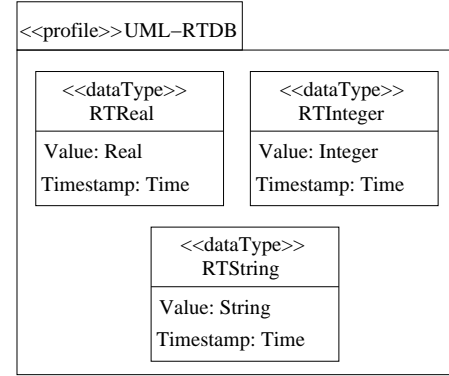 <<profile>>UML−RTDB
<<dataType>>
RTReal
Value: Real
Timestamp: Time
<<dataType>>
RTInteger
Value: Integer
Timestamp: Time
<<dataType>>
RTString
Value: String
Timestamp: Time